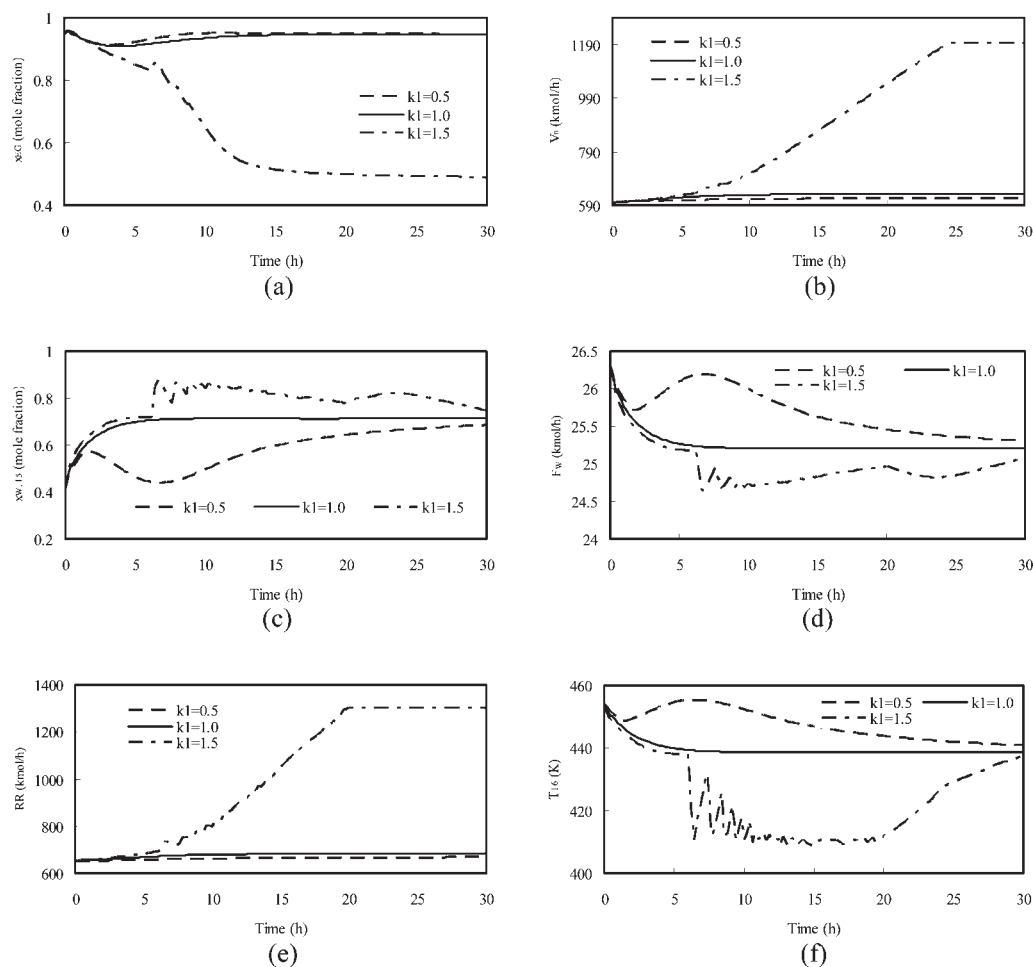 1
0.8
0.6
0.4
xEG (mole fraction)
k1=0.5
k1=1.0
k1=1.5
0 5 10 15 20 25 30
Time (h)
(a)
1190
990
790
590
Vn (kmol/h)
k1=0.5
k1=1.0
k1=1.5
0 5 10 15 20 25 30
Time (h)
(b)
1
0.8
0.6
0.4
0.2
xW,15 (mole fraction)
k1=0.5 k1=1.0 k1=1.5
0 5 10 15 20 25 30
Time (h)
(c)
26.5
26
25.5
25
24.5
24
FW (kmol/h)
k1=0.5 k1=1.0
k1=1.5
0 5 10 15 20 25 30
Time (h)
(d)
1400
1200
1000
800
600
RR (kmol/h)
k1=0.5
k1=1.0
k1=1.5
0 5 10 15 20 25 30
Time (h)
(e)
460
440
420
400
T16 (K)
k1=0.5 k1=1.0
k1=1.5
0 5 10 15 20 25 30
Time (h)
(f)